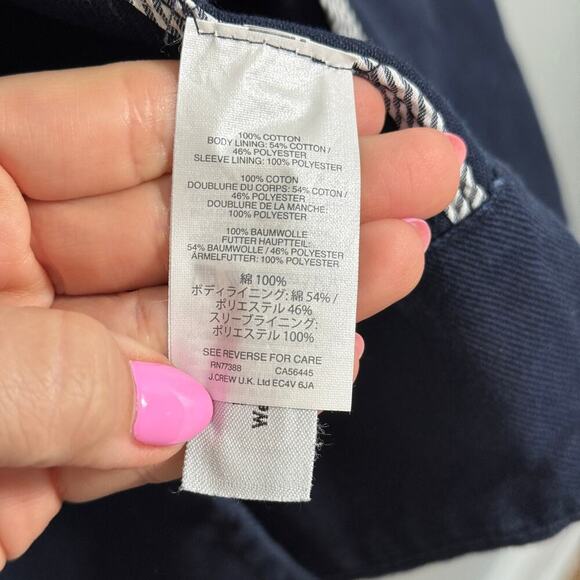 100% COTTON
BODY LINING: 54% COTTON /
46% POLYESTER
SLEEVE LINING: 100% POLYESTER
100% COTON
DOUBLURE DU CORPS: 54% COTON /
46% POLYESTER
DOUBLURE DE LA MANCHE:
100% POLYESTER
100% BAUMWOLLE
FUTTER HAUPTTEIL:
54% BAUMWOLLE / 46% POLYESTER
ÄRMELFUTTER: 100% POLYESTER
綿 100%
ボディライニング: 綿 54% /
ポリエステル 46%
スリーブライニング:
ポリエステル 100%
SEE REVERSE FOR CARE
RN77388 CA56445
J.CREW U.K. Ltd EC4V 6JA